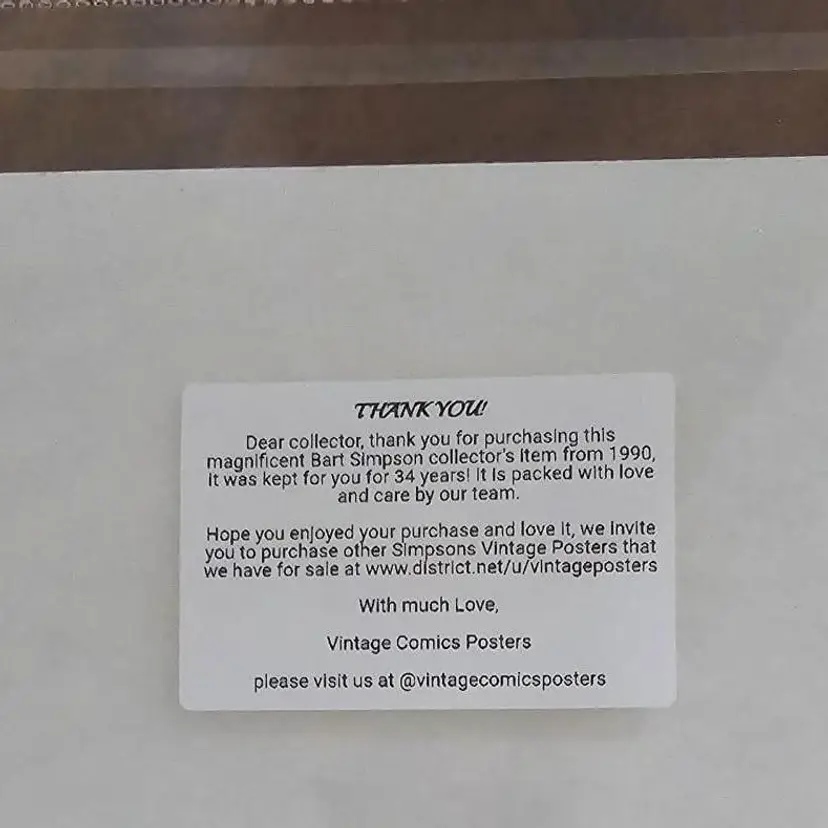 THANK YOU!
Dear collector, thank you for purchasing this
magnificent Bart Simpson collector's item from 1990,
it was kept for you for 34 years! It is packed with love
and care by our team.
Hope you enjoyed your purchase and love it, we invite
you to purchase other Simpsons Vintage Posters that
we have for sale at www.district.net/u/vintageposters
With much Love,
Vintage Comics Posters
please visit us at @vintagecomicsposters